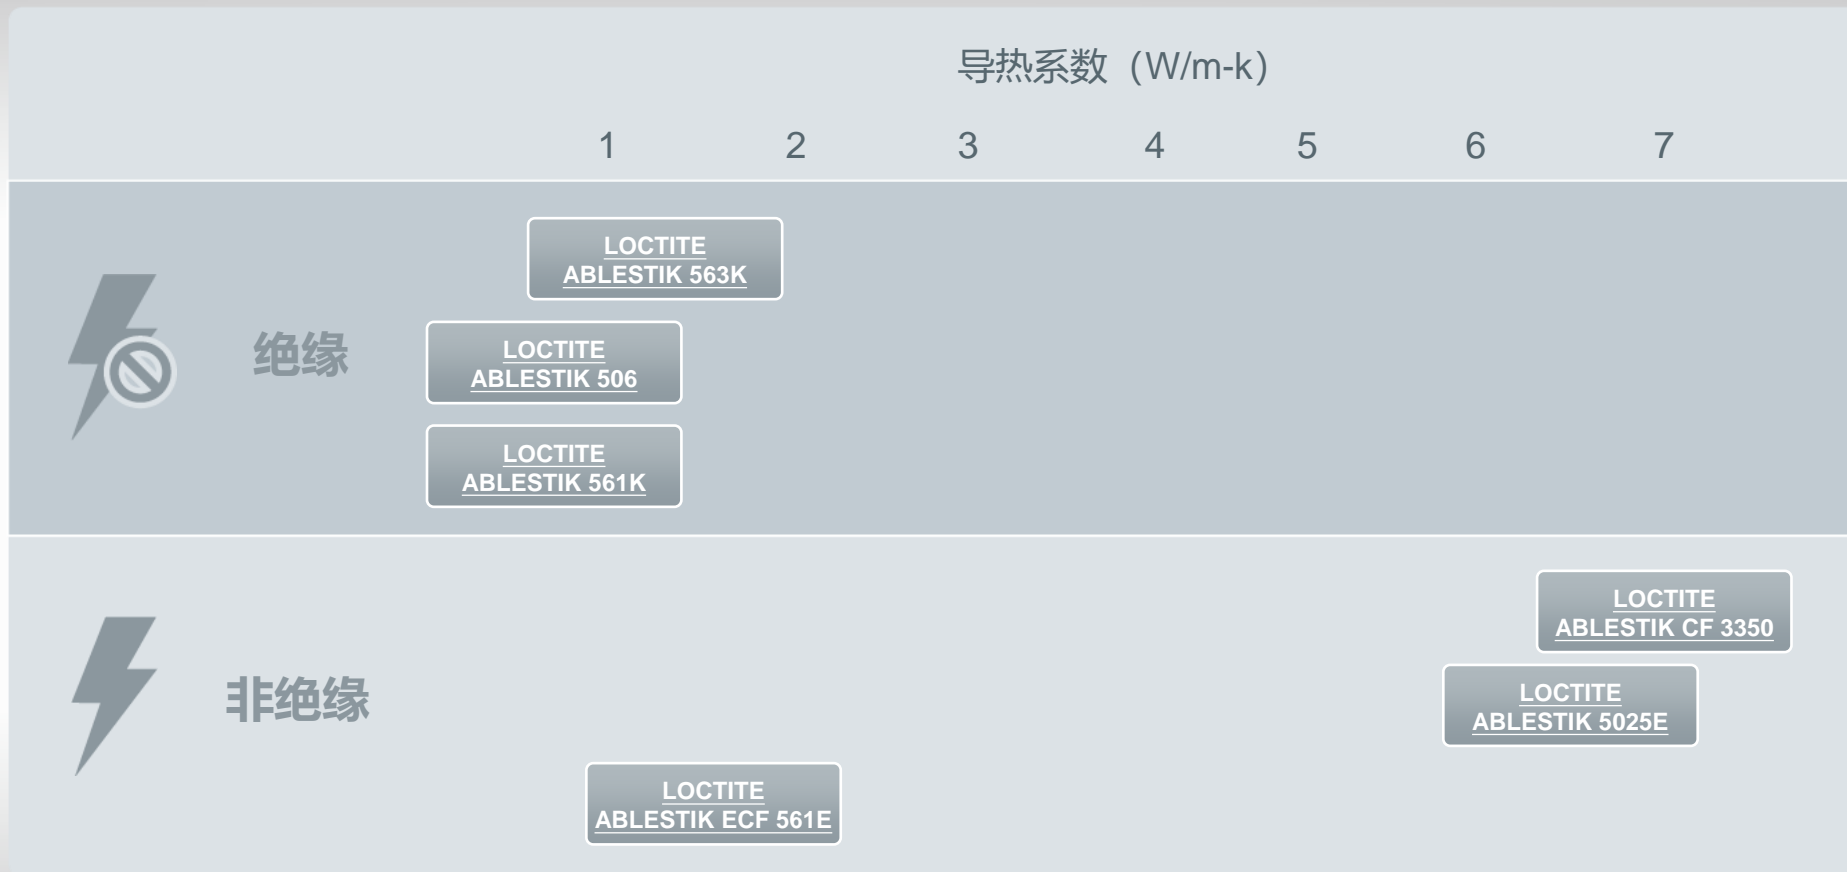 导热系数（W/m-k）
1 2 3 4 5 6 7
LOCTITE
ABLESTIK 563K
绝缘
LOCTITE
ABLESTIK 506
LOCTITE
ABLESTIK 561K
LOCTITE
ABLESTIK CF 3350
非绝缘
LOCTITE
ABLESTIK 5025E
LOCTITE
ABLESTIK ECF 561E